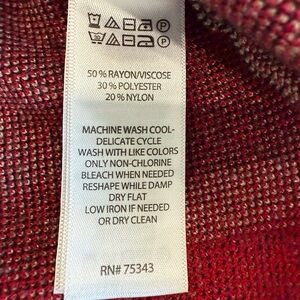 50% RAYON/VISCOSE
30% POLYESTER
20% NYLON
MACHINE WASH COOL-
DELICATE CYCLE
WASH WITH LIKE COLORS
ONLY NON-CHLORINE
BLEACH WHEN NEEDED
RESHAPE WHILE DAMP
DRY FLAT
LOW IRON IF NEEDED
OR DRY CLEAN
RN# 75343